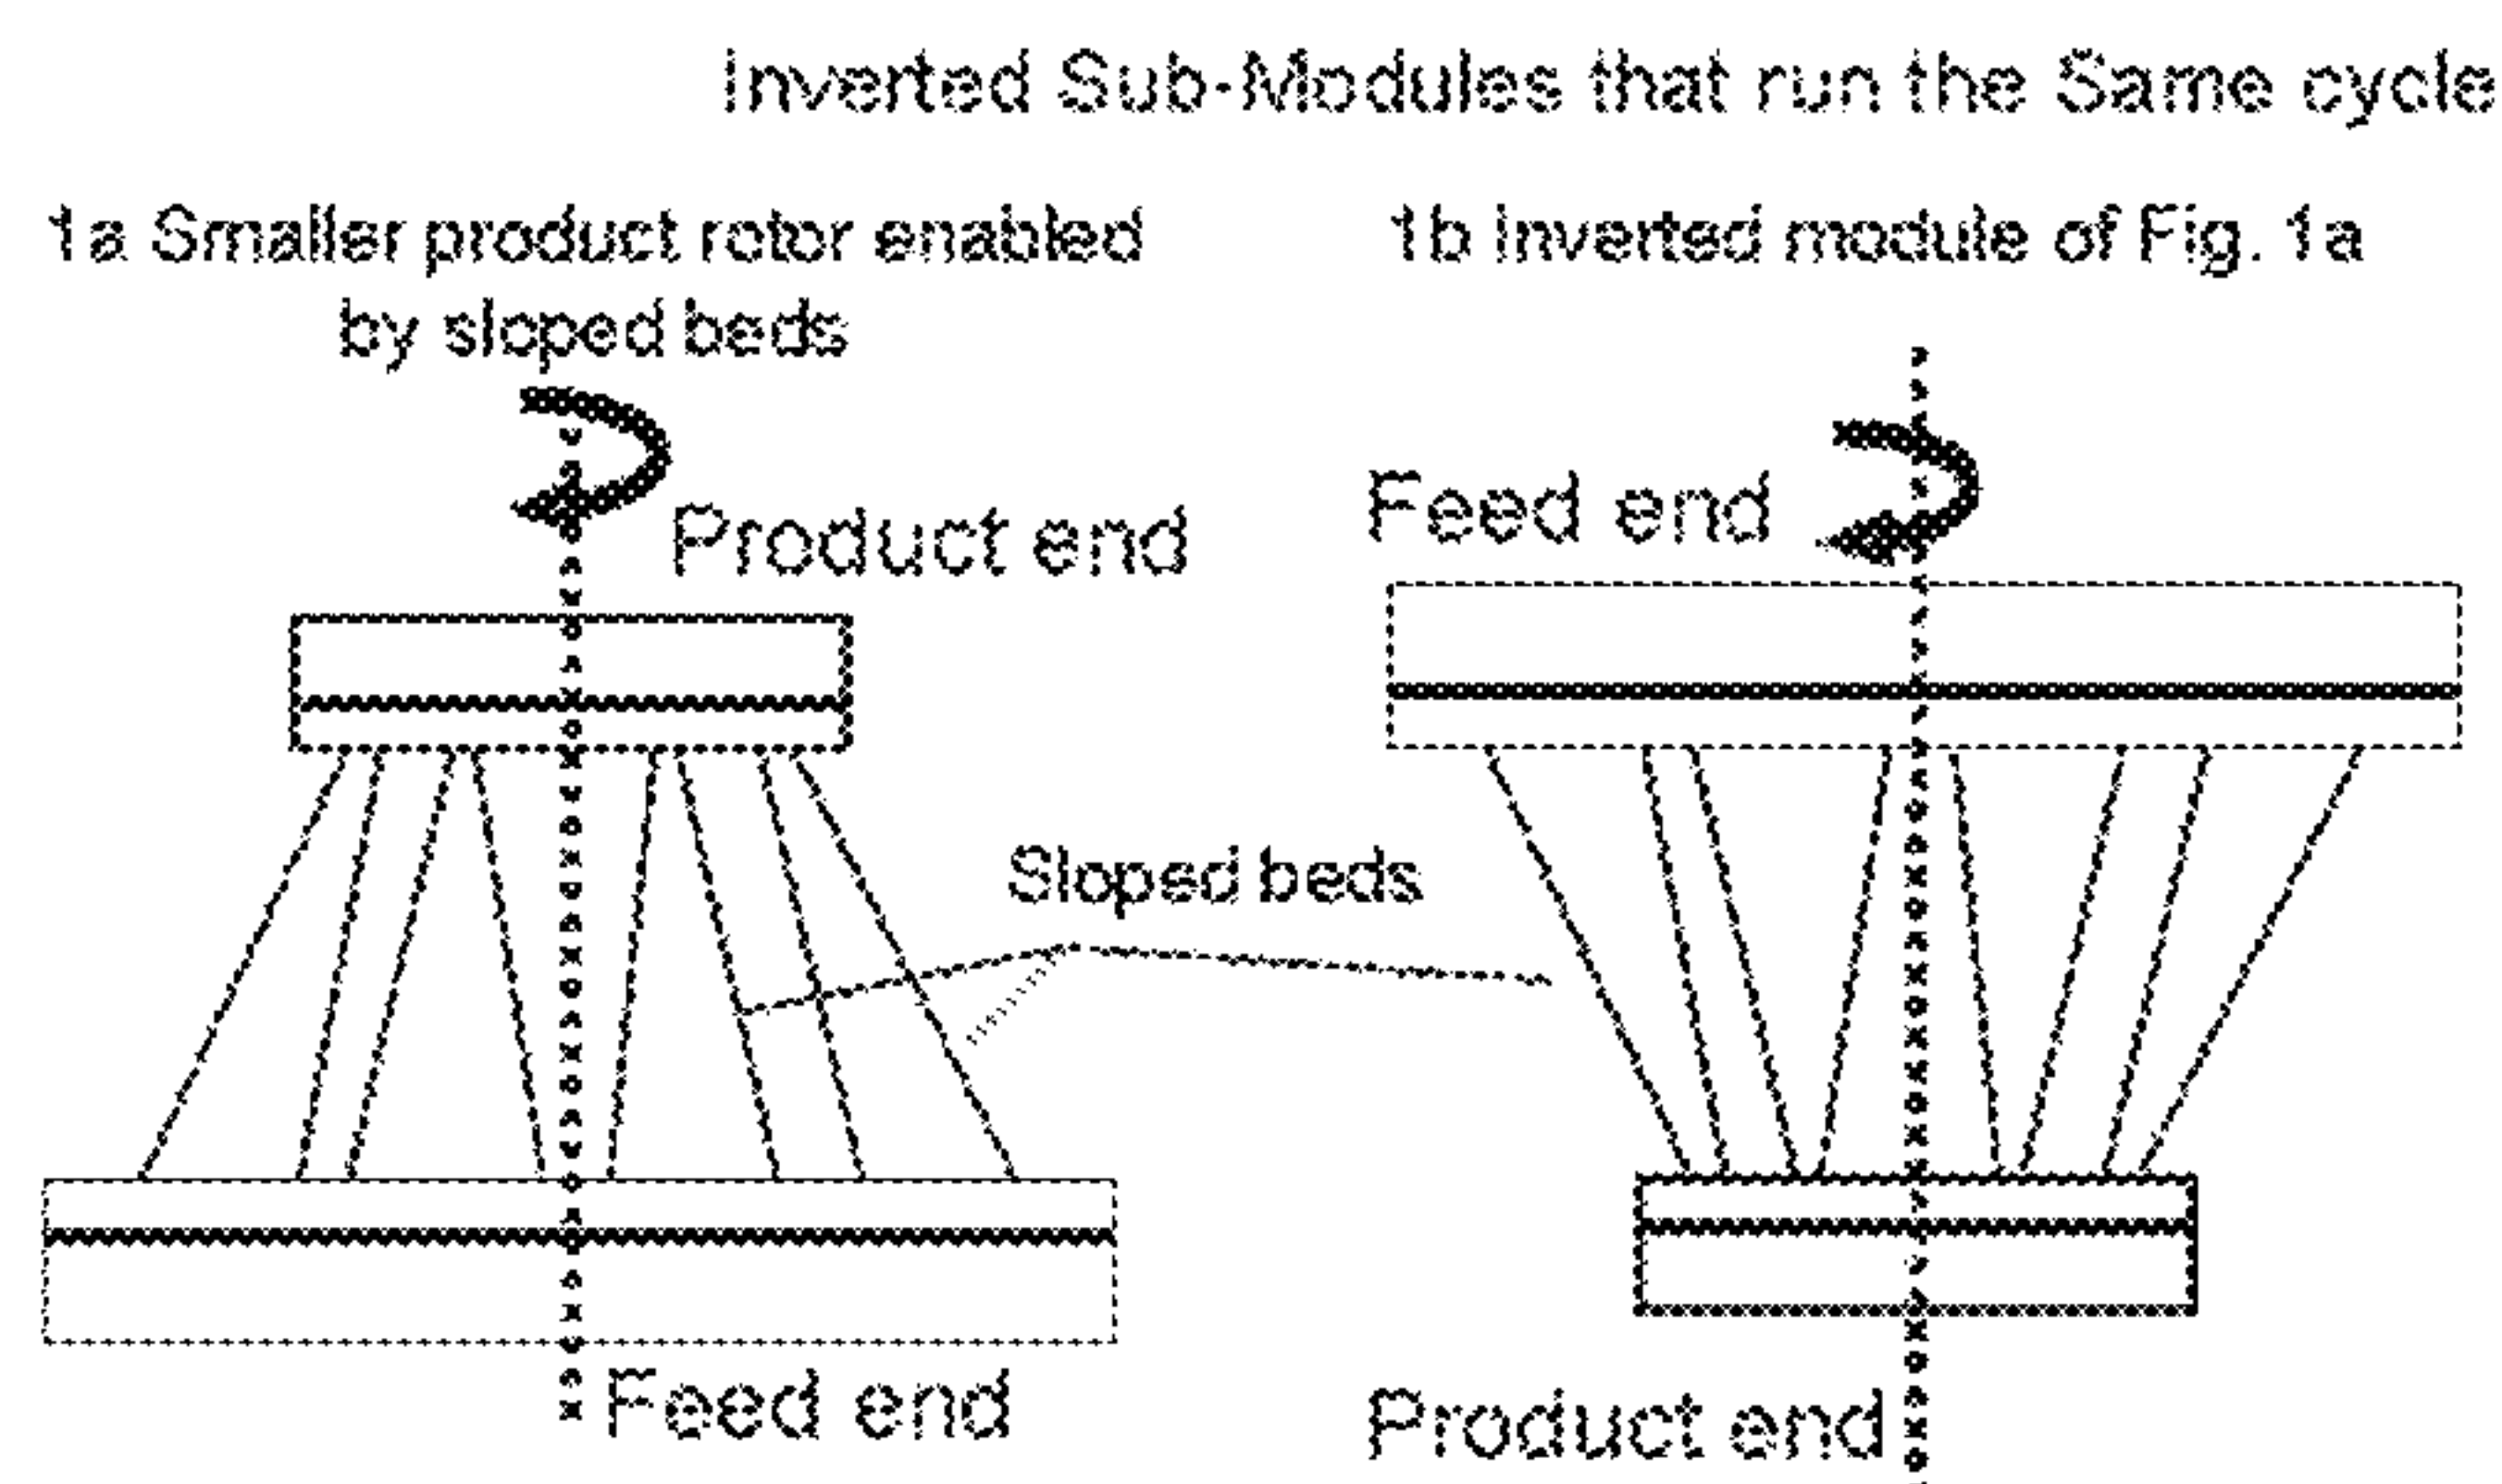 Inverted Sub-Modules that run the Same cycle
1a Smaller product rotor enabled
by sloped beds
1b Inverted module of Fig. 1a
Product end
Feed end
Sloped beds
Feed end
Product end